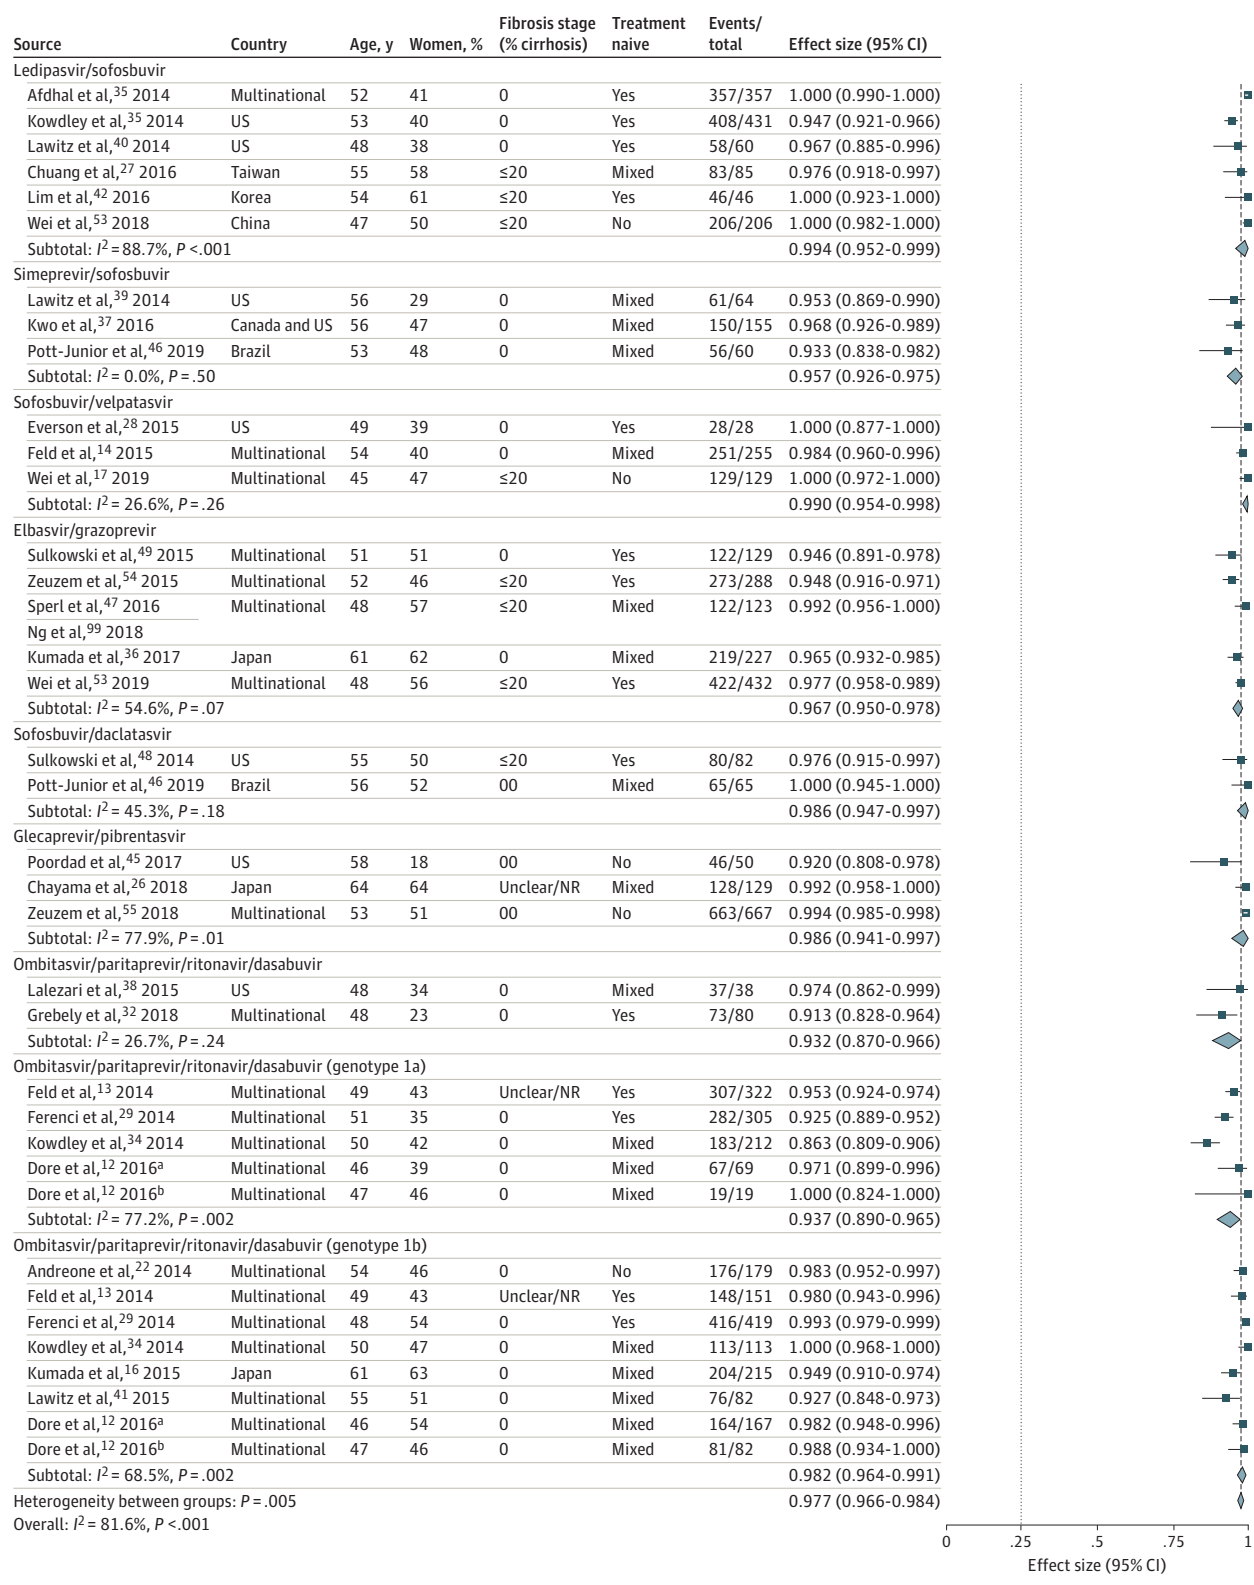 Source Country Age, y Women, % Fibrosis stage (% cirrhosis) Treatment naive Events/ total Effect size (95% CI)
Ledipasvir/sofosbuvir
Afdhal et al,35 2014 Multinational 52 41 0 Yes 357/357 1.000 (0.990-1.000)
Kowdley et al,35 2014 US 53 40 0 Yes 408/431 0.947 (0.921-0.966)
Lawitz et al,40 2014 US 48 38 0 Yes 58/60 0.967 (0.885-0.996)
Chuang et al,27 2016 Taiwan 55 58 ≤20 Mixed 83/85 0.976 (0.918-0.997)
Lim et al,42 2016 Korea 54 61 ≤20 Yes 46/46 1.000 (0.923-1.000)
Wei et al,53 2018 China 47 50 ≤20 No 206/206 1.000 (0.982-1.000)
Subtotal: I2 = 88.7%, P <.001 0.994 (0.952-0.999)
Simeprevir/sofosbuvir
Lawitz et al,39 2014 US 56 29 0 Mixed 61/64 0.953 (0.869-0.990)
Kwo et al,37 2016 Canada and US 56 47 0 Mixed 150/155 0.968 (0.926-0.989)
Pott-Junior et al,46 2019 Brazil 53 48 0 Mixed 56/60 0.933 (0.838-0.982)
Subtotal: I2 = 0.0%, P = .50 0.957 (0.926-0.975)
Sofosbuvir/velpatasvir
Everson et al,28 2015 US 49 39 0 Yes 28/28 1.000 (0.877-1.000)
Feld et al,14 2015 Multinational 54 40 0 Mixed 251/255 0.984 (0.960-0.996)
Wei et al,17 2019 Multinational 45 47 ≤20 No 129/129 1.000 (0.972-1.000)
Subtotal: I2 = 26.6%, P = .26 0.990 (0.954-0.998)
Elbasvir/grazoprevir
Sulkowski et al,49 2015 Multinational 51 51 0 Yes 122/129 0.946 (0.891-0.978)
Zeuzem et al,54 2015 Multinational 52 46 ≤20 Yes 273/288 0.948 (0.916-0.971)
Sperl et al,47 2016 Multinational 48 57 ≤20 Mixed 122/123 0.992 (0.956-1.000)
Ng et al,99 2018
Kumada et al,36 2017 Japan 61 62 0 Mixed 219/227 0.965 (0.932-0.985)
Wei et al,53 2019 Multinational 48 56 ≤20 Yes 422/432 0.977 (0.958-0.989)
Subtotal: I2 = 54.6%, P = .07 0.967 (0.950-0.978)
Sofosbuvir/daclatasvir
Sulkowski et al,48 2014 US 55 50 ≤20 Yes 80/82 0.976 (0.915-0.997)
Pott-Junior et al,46 2019 Brazil 56 52 00 Mixed 65/65 1.000 (0.945-1.000)
Subtotal: I2 = 45.3%, P = .18 0.986 (0.947-0.997)
Glecaprevir/pibrentasvir
Poordad et al,45 2017 US 58 18 00 No 46/50 0.920 (0.808-0.978)
Chayama et al,26 2018 Japan 64 64 Unclear/NR Mixed 128/129 0.992 (0.958-1.000)
Zeuzem et al,55 2018 Multinational 53 51 00 No 663/667 0.994 (0.985-0.998)
Subtotal: I2 = 77.9%, P = .01 0.986 (0.941-0.997)
Ombitasvir/paritaprevir/ritonavir/dasabuvir
Lalezari et al,38 2015 US 48 34 0 Mixed 37/38 0.974 (0.862-0.999)
Grebely et al,32 2018 Multinational 48 23 0 Yes 73/80 0.913 (0.828-0.964)
Subtotal: I2 = 26.7%, P = .24 0.932 (0.870-0.966)
Ombitasvir/paritaprevir/ritonavir/dasabuvir (genotype 1a)
Feld et al,13 2014 Multinational 49 43 Unclear/NR Yes 307/322 0.953 (0.924-0.974)
Ferenci et al,29 2014 Multinational 51 35 0 Yes 282/305 0.925 (0.889-0.952)
Kowdley et al,34 2014 Multinational 50 42 0 Mixed 183/212 0.863 (0.809-0.906)
Dore et al,12 2016a Multinational 46 39 0 Mixed 67/69 0.971 (0.899-0.996)
Dore et al,12 2016b Multinational 47 46 0 Mixed 19/19 1.000 (0.824-1.000)
Subtotal: I2 = 77.2%, P = .002 0.937 (0.890-0.965)
Ombitasvir/paritaprevir/ritonavir/dasabuvir (genotype 1b)
Andreone et al,22 2014 Multinational 54 46 0 No 176/179 0.983 (0.952-0.997)
Feld et al,13 2014 Multinational 49 43 Unclear/NR Yes 148/151 0.980 (0.943-0.996)
Ferenci et al,29 2014 Multinational 48 54 0 Yes 416/419 0.993 (0.979-0.999)
Kowdley et al,34 2014 Multinational 50 47 0 Mixed 113/113 1.000 (0.968-1.000)
Kumada et al,16 2015 Japan 61 63 0 Mixed 204/215 0.949 (0.910-0.974)
Lawitz et al,41 2015 Multinational 55 51 0 Mixed 76/82 0.927 (0.848-0.973)
Dore et al,12 2016a Multinational 46 54 0 Mixed 164/167 0.982 (0.948-0.996)
Dore et al,12 2016b Multinational 47 46 0 Mixed 81/82 0.988 (0.934-1.000)
Subtotal: I2 = 68.5%, P = .002 0.982 (0.964-0.991)
Heterogeneity between groups: P = .005 0.977 (0.966-0.984)
Overall: I2 = 81.6%, P <.001
0 .25 .5 .75 1
Effect size (95% CI)